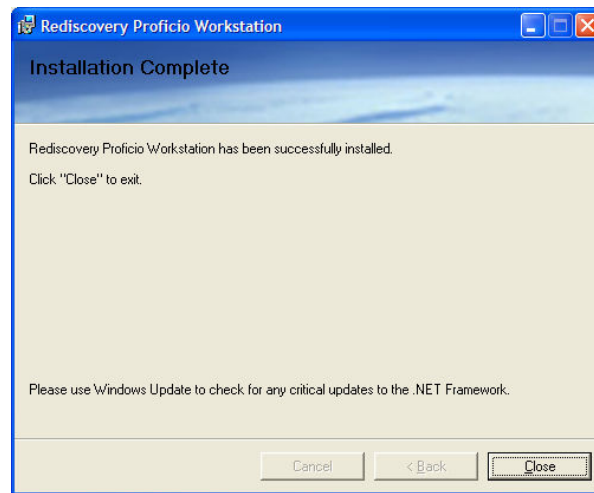 Rediscovery Proficio Workstation
Installation Complete
Rediscovery Proficio Workstation has been successfully installed.
Click "Close" to exit.
Please use Windows Update to check for any critical updates to the .NET Framework.
Cancel
< Back
Close